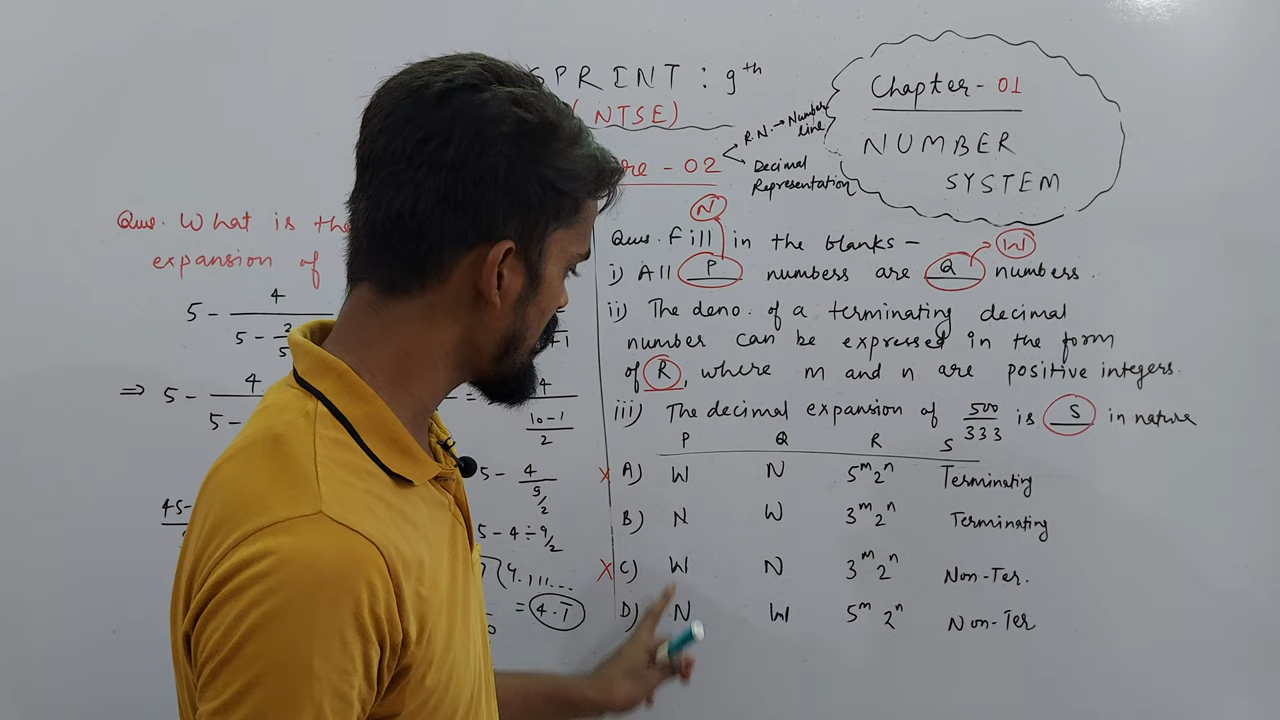 SPRINT : 9th
(NTSE)
re - 02
R.N. → Number line
Decimal Representation
Chapter - 01
NUMBER
SYSTEM
Ques. What is the
expansion of
5 - 4
5 - 2
5
⇒ 5 - 4
5 -
= 4
10-1
2
5 - 4
9/2
5 - 4 ÷ 9/2
4.111...
= 4.1̅
45-
N
W
Ques. Fill in the blanks -
i) All P numbers are Q numbers.
ii) The deno. of a terminating decimal
number can be expressed in the form
of R, where m and n are positive integers.
iii) The decimal expansion of 500/333 is S in nature
P Q R S
X A) W N 5^m 2^n Terminating
B) N W 3^m 2^n Terminating
X C) W N 3^m 2^n Non-Ter.
D) N W 5^m 2^n Non-Ter